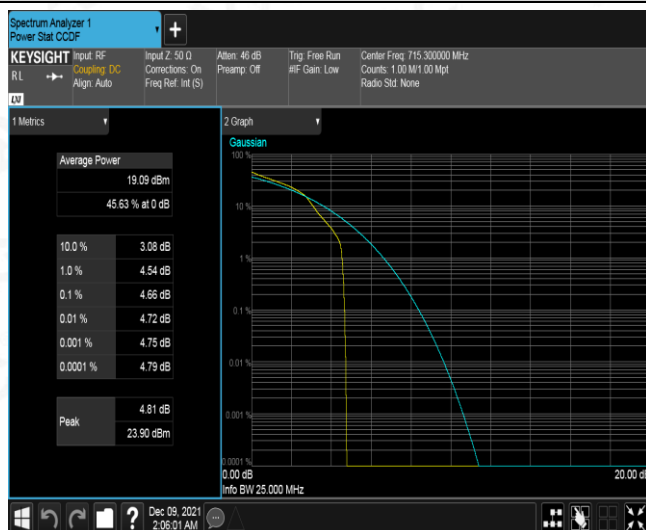 Spectrum Analyzer 1
Power Stat CCDF
+
KEYSIGHT
RL
Input: RF
Coupling: DC
Align: Auto
Input Z: 50 Ω
Corrections: On
Freq Ref: Int (S)
Atten: 46 dB
Preamp: Off
Trig: Free Run
#IF Gain: Low
Center Freq: 715.300000 MHz
Counts: 1.00 M/1.00 Mpt
Radio Std: None
1 Metrics
Average Power
19.09 dBm
45.63 % at 0 dB
10.0 % 3.08 dB
1.0 % 4.54 dB
0.1 % 4.66 dB
0.01 % 4.72 dB
0.001 % 4.75 dB
0.0001 % 4.79 dB
Peak
4.81 dB
23.90 dBm
2 Graph
Gaussian
100 %
10 %
1 %
0.1 %
0.01 %
0.001 %
0.0001 %
0.00 dB 20.00 dB
Info BW 25.000 MHz
?
Dec 09, 2021
2:06:01 AM